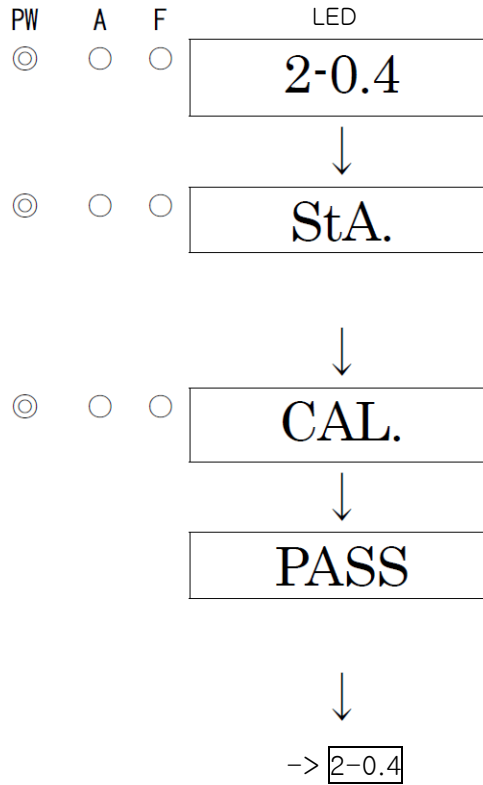 PW A F LED
◎ ○ ○ 2-0.4
↓
◎ ○ ○ StA.
↓
◎ ○ ○ CAL.
↓
PASS
↓
-> 2-0.4